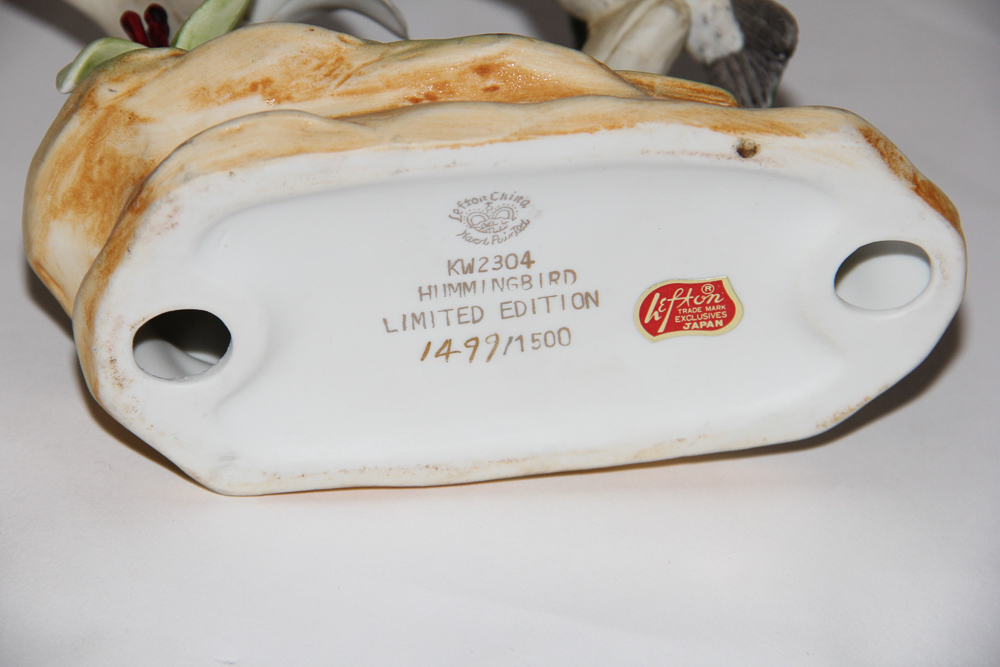 Lefton China
Hand Painted
KW2304
HUMMINGBIRD
LIMITED EDITION
1499/1500
Lefton ®
TRADE MARK
EXCLUSIVES
JAPAN